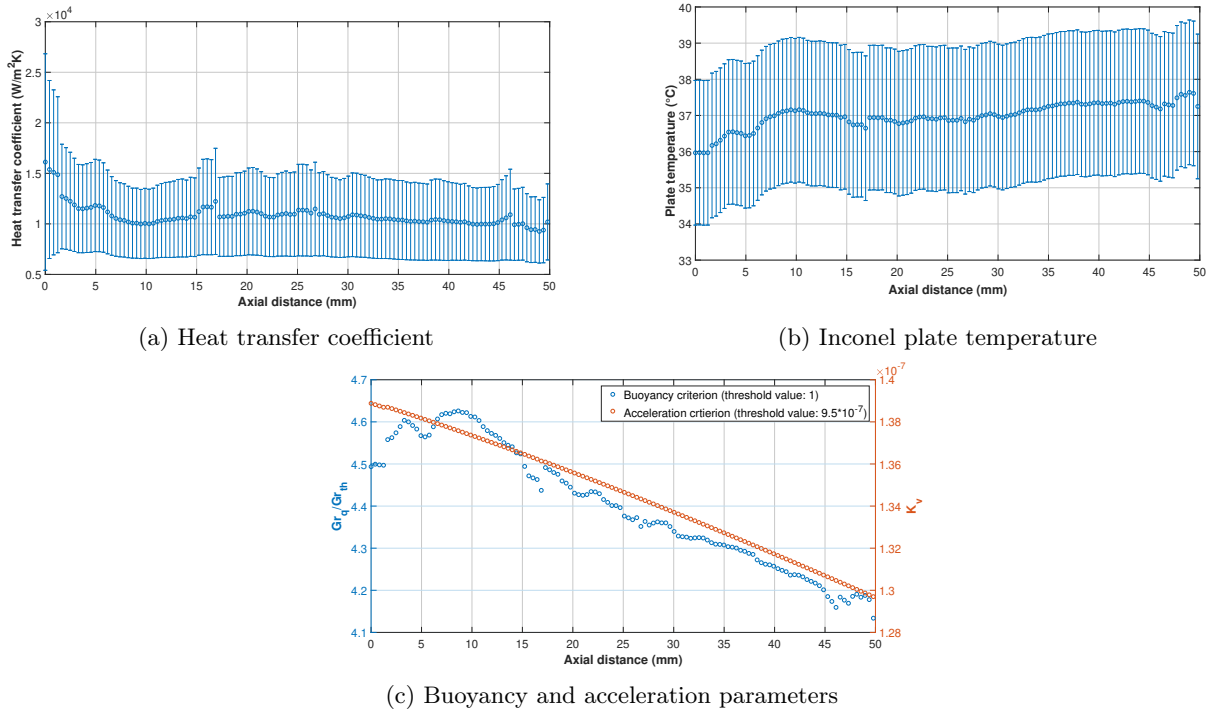 ×10⁴
3
2.5
2
1.5
1
0.5
Heat transfer coefficient (W/m²K)
0 5 10 15 20 25 30 35 40 45 50
Axial distance (mm)
(a) Heat transfer coefficient
40
39
38
37
36
35
34
33
Plate temperature (°C)
0 5 10 15 20 25 30 35 40 45 50
Axial distance (mm)
(b) Inconel plate temperature
×10⁻⁷
4.7
4.6
4.5
4.4
4.3
4.2
4.1
Gr_q/Gr_th
Buoyancy criterion (threshold value: 1)
Acceleration crtierion (threshold value: 9.5*10⁻⁷)
1.4
1.38
1.36
1.34
1.32
1.3
1.28
K_v
0 5 10 15 20 25 30 35 40 45 50
Axial distance (mm)
(c) Buoyancy and acceleration parameters